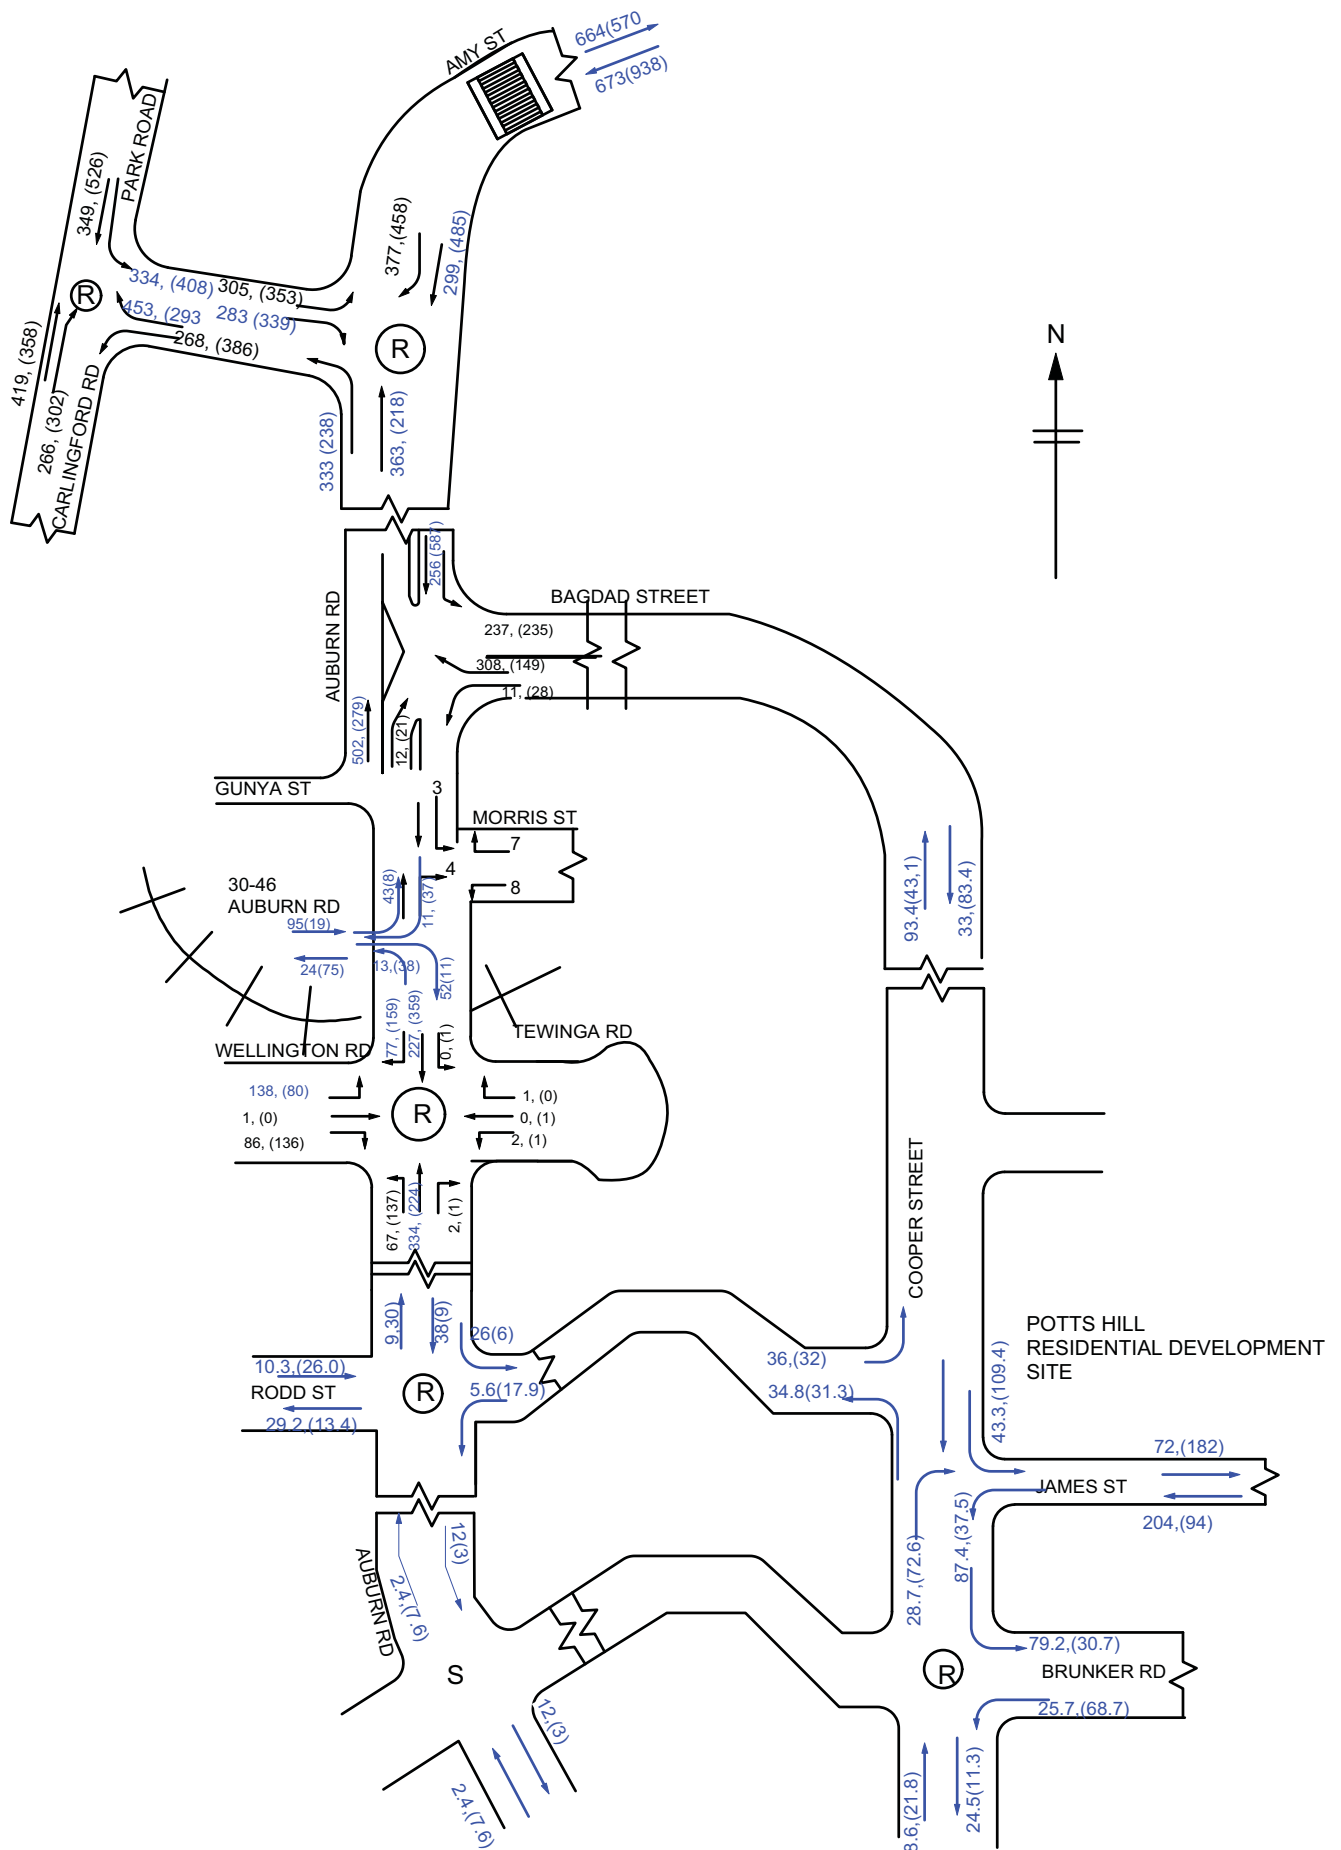 AMY ST
664(570
673(938)
PARK ROAD
349, (526)
377,(458)
299, (485)
334, (408)
305, (353)
R
453, (293
283 (339)
268, (386)
R
419, (358)
266, (302)
CARLINGFORD RD
333 (238)
363, (218)
N
256 (587)
BAGDAD STREET
237, (235)
AUBURN RD
308, (149)
11, (28)
502, (279)
12, (21)
GUNYA ST
3
MORRIS ST
7
4
8
30-46
AUBURN RD
43(8)
11, (37)
95(19)
24(75)
13,(38)
52(11)
93.4(43,1)
33,(83.4)
77, (159)
227, (359)
0, (1)
TEWINGA RD
WELLINGTON RD
138, (80)
1, (0)
86, (136)
R
1, (0)
0, (1)
2, (1)
67, (137)
334, (224)
2, (1)
COOPER STREET
9,30)
38(9)
26(6)
36,(32)
POTTS HILL
RESIDENTIAL DEVELOPMENT
SITE
10.3,(26.0)
RODD ST
R
5.6(17.9)
34.8(31.3)
43.3,(109.4)
29.2,(13.4)
72,(182)
JAMES ST
204,(94)
12(3)
2.4,(7.6)
AUBURN RD
28.7,(72.6)
87.4,(37.5)
S
79.2,(30.7)
R
BRUNKER RD
25.7,(68.7)
12,(3)
2.4,(7.6)
.6,(21.8)
24.5(11.3)